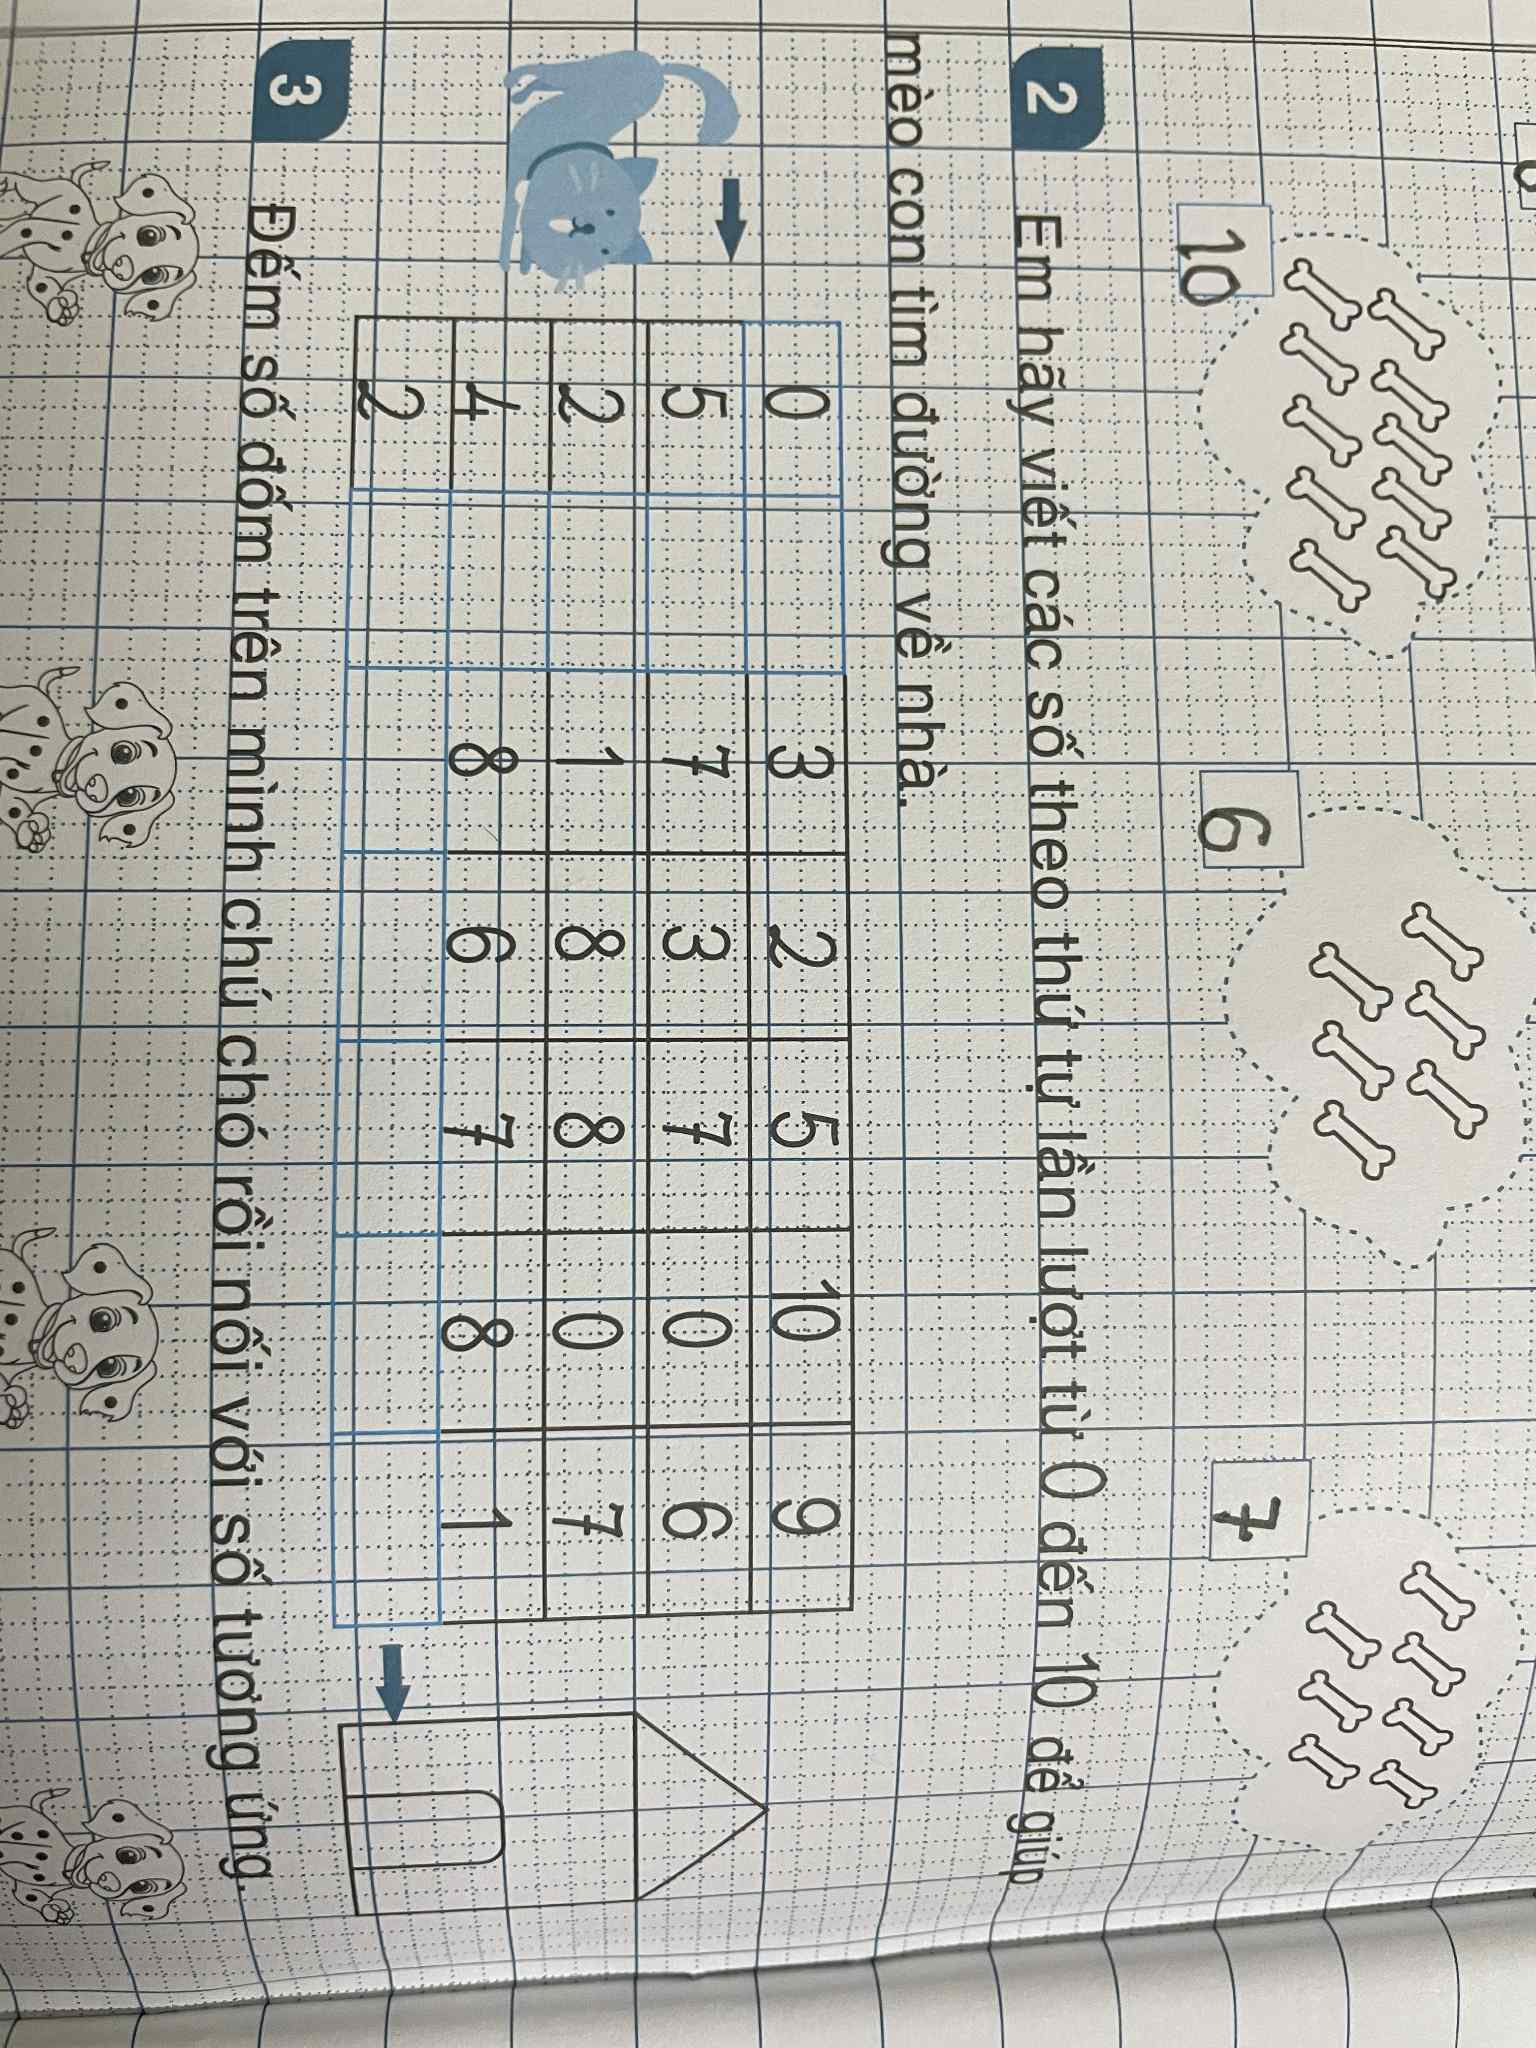 10 6 7
2 Em hãy viết các số theo thứ tự lần lượt từ 0 đến 10 để giúp
mèo con tìm đường về nhà.
0 3 2 5 10 9
5 7 3 7 0 6
2 1 8 8 0 7
4 8 6 7 8 1
2
3 Đếm số đốm trên mình chú chó rồi nối với số tương ứng.